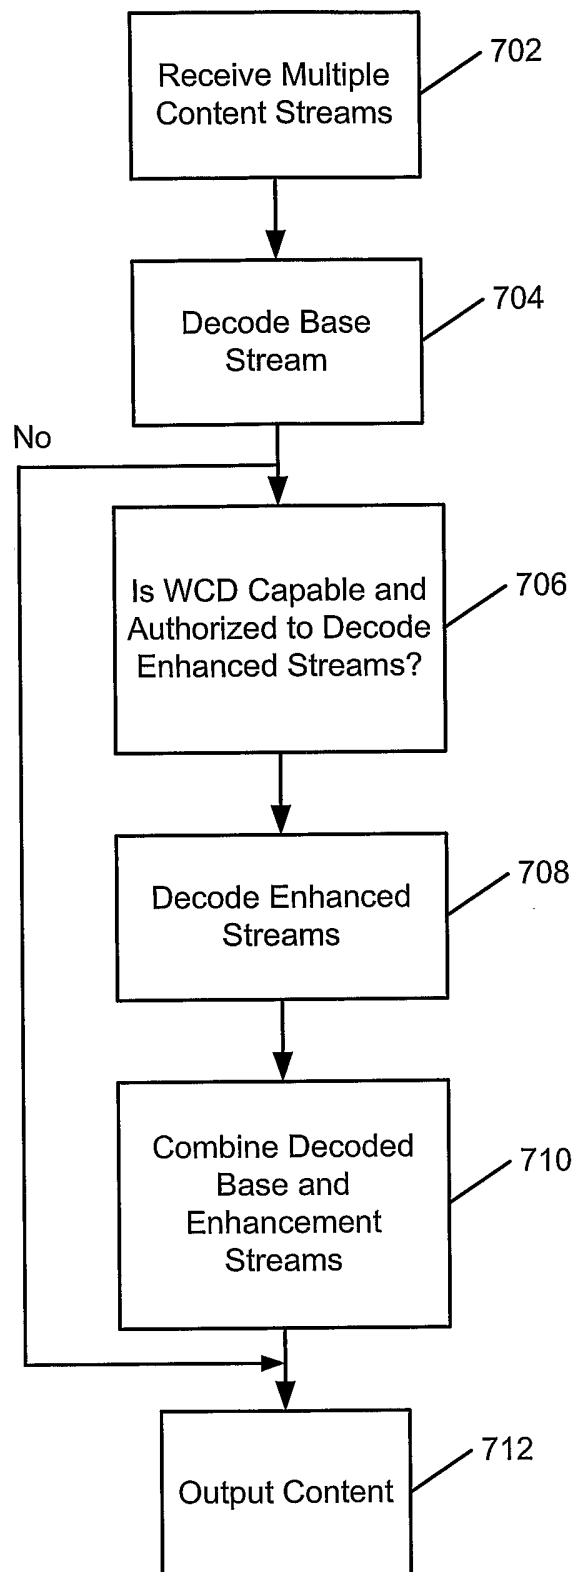 Receive Multiple
Content Streams
702
Decode Base
Stream
704
No
Is WCD Capable and
Authorized to Decode
Enhanced Streams?
706
Decode Enhanced
Streams
708
Combine Decoded
Base and
Enhancement
Streams
710
Output Content
712